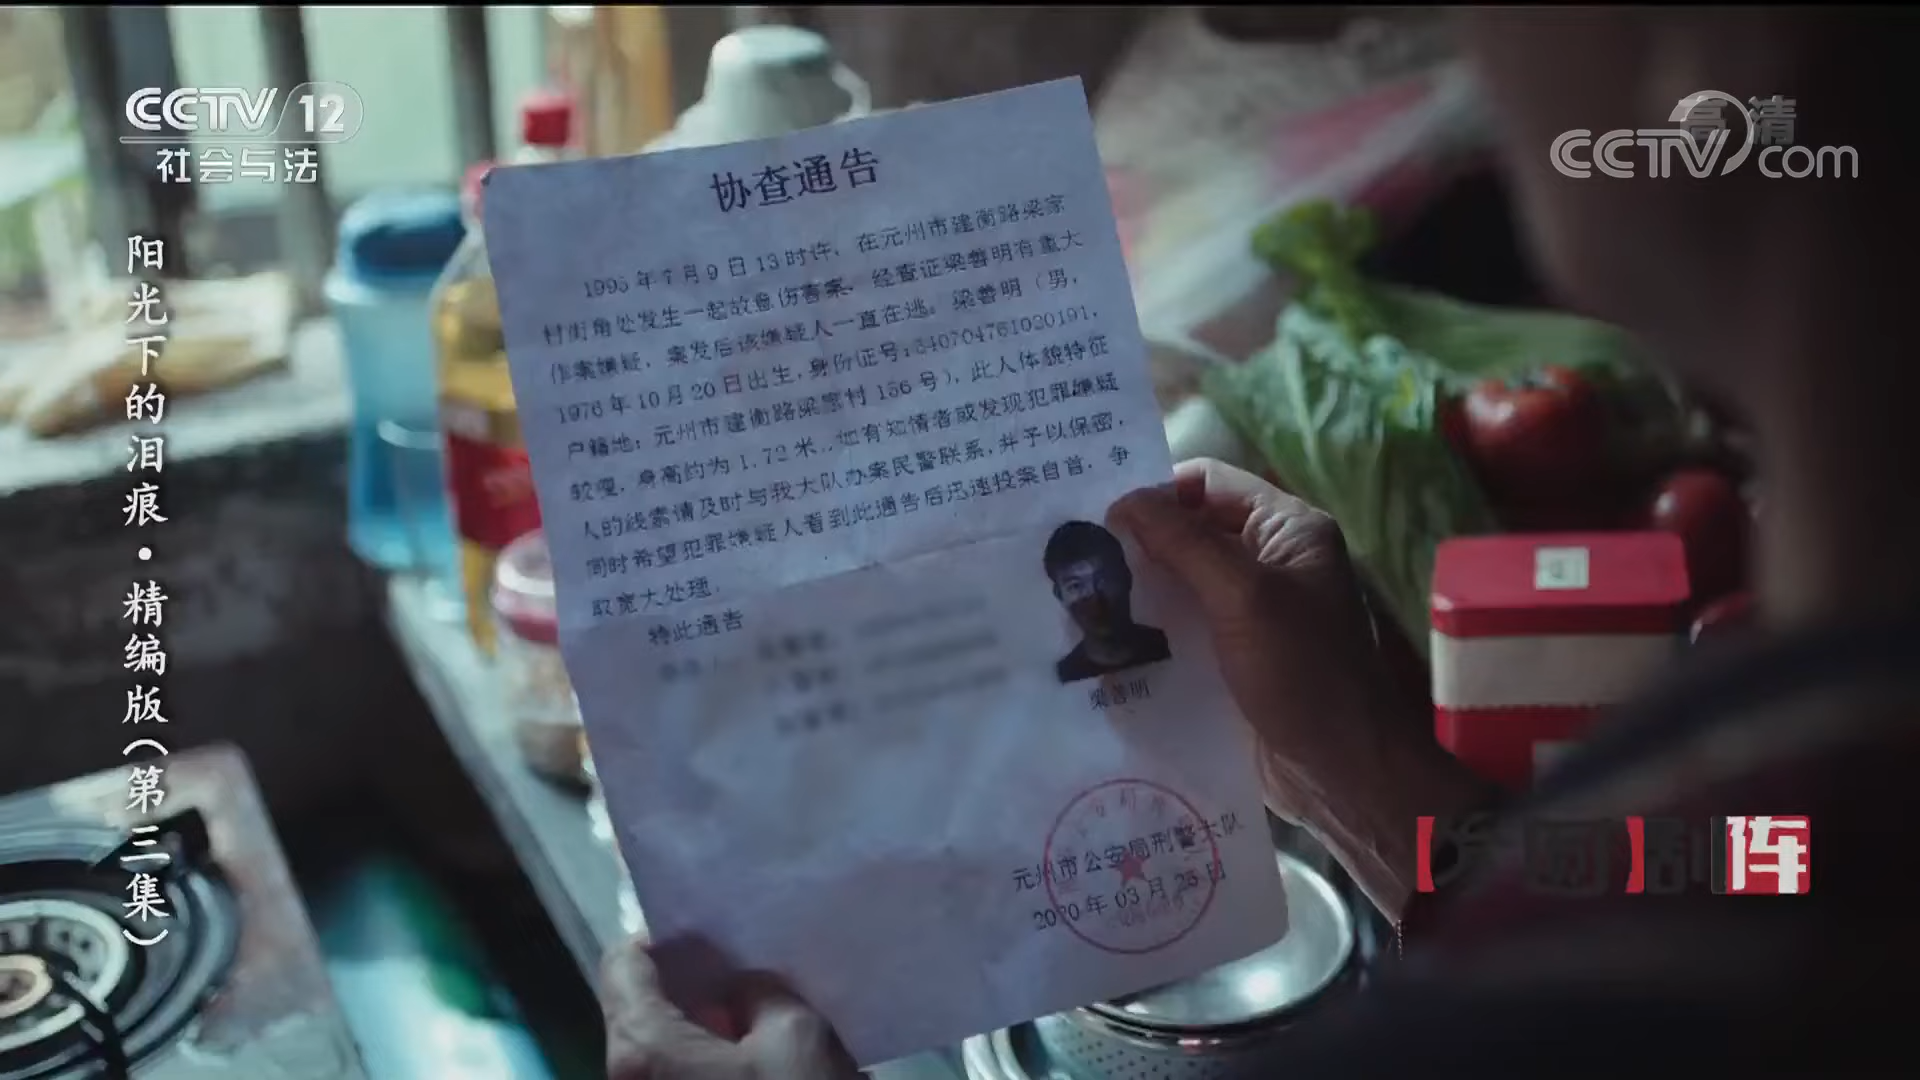 CCTV 12
社会与法
高清
CCTV.com
阳光下的泪痕·精编版(第三集)
协查通告
1995年7月9日13时许,在元州市建衡路梁家
村街角处发生一起故意伤害案,经查证梁善明有重大
作案嫌疑,案发后该嫌疑人一直在逃。梁善明(男,
1976年10月20日出生,身份证号:340704761020191,
户籍地:元州市建衡路梁家村156号),此人体貌特征
较瘦,身高约为1.72米,如有知情者或发现犯罪嫌疑
人的线索请及时与我大队办案民警联系,并予以保密,
同时希望犯罪嫌疑人看到此通告后迅速投案自首,争
取宽大处理。
特此通告
梁善明
元州市公安局刑警大队
2020年03月25日
剧阵